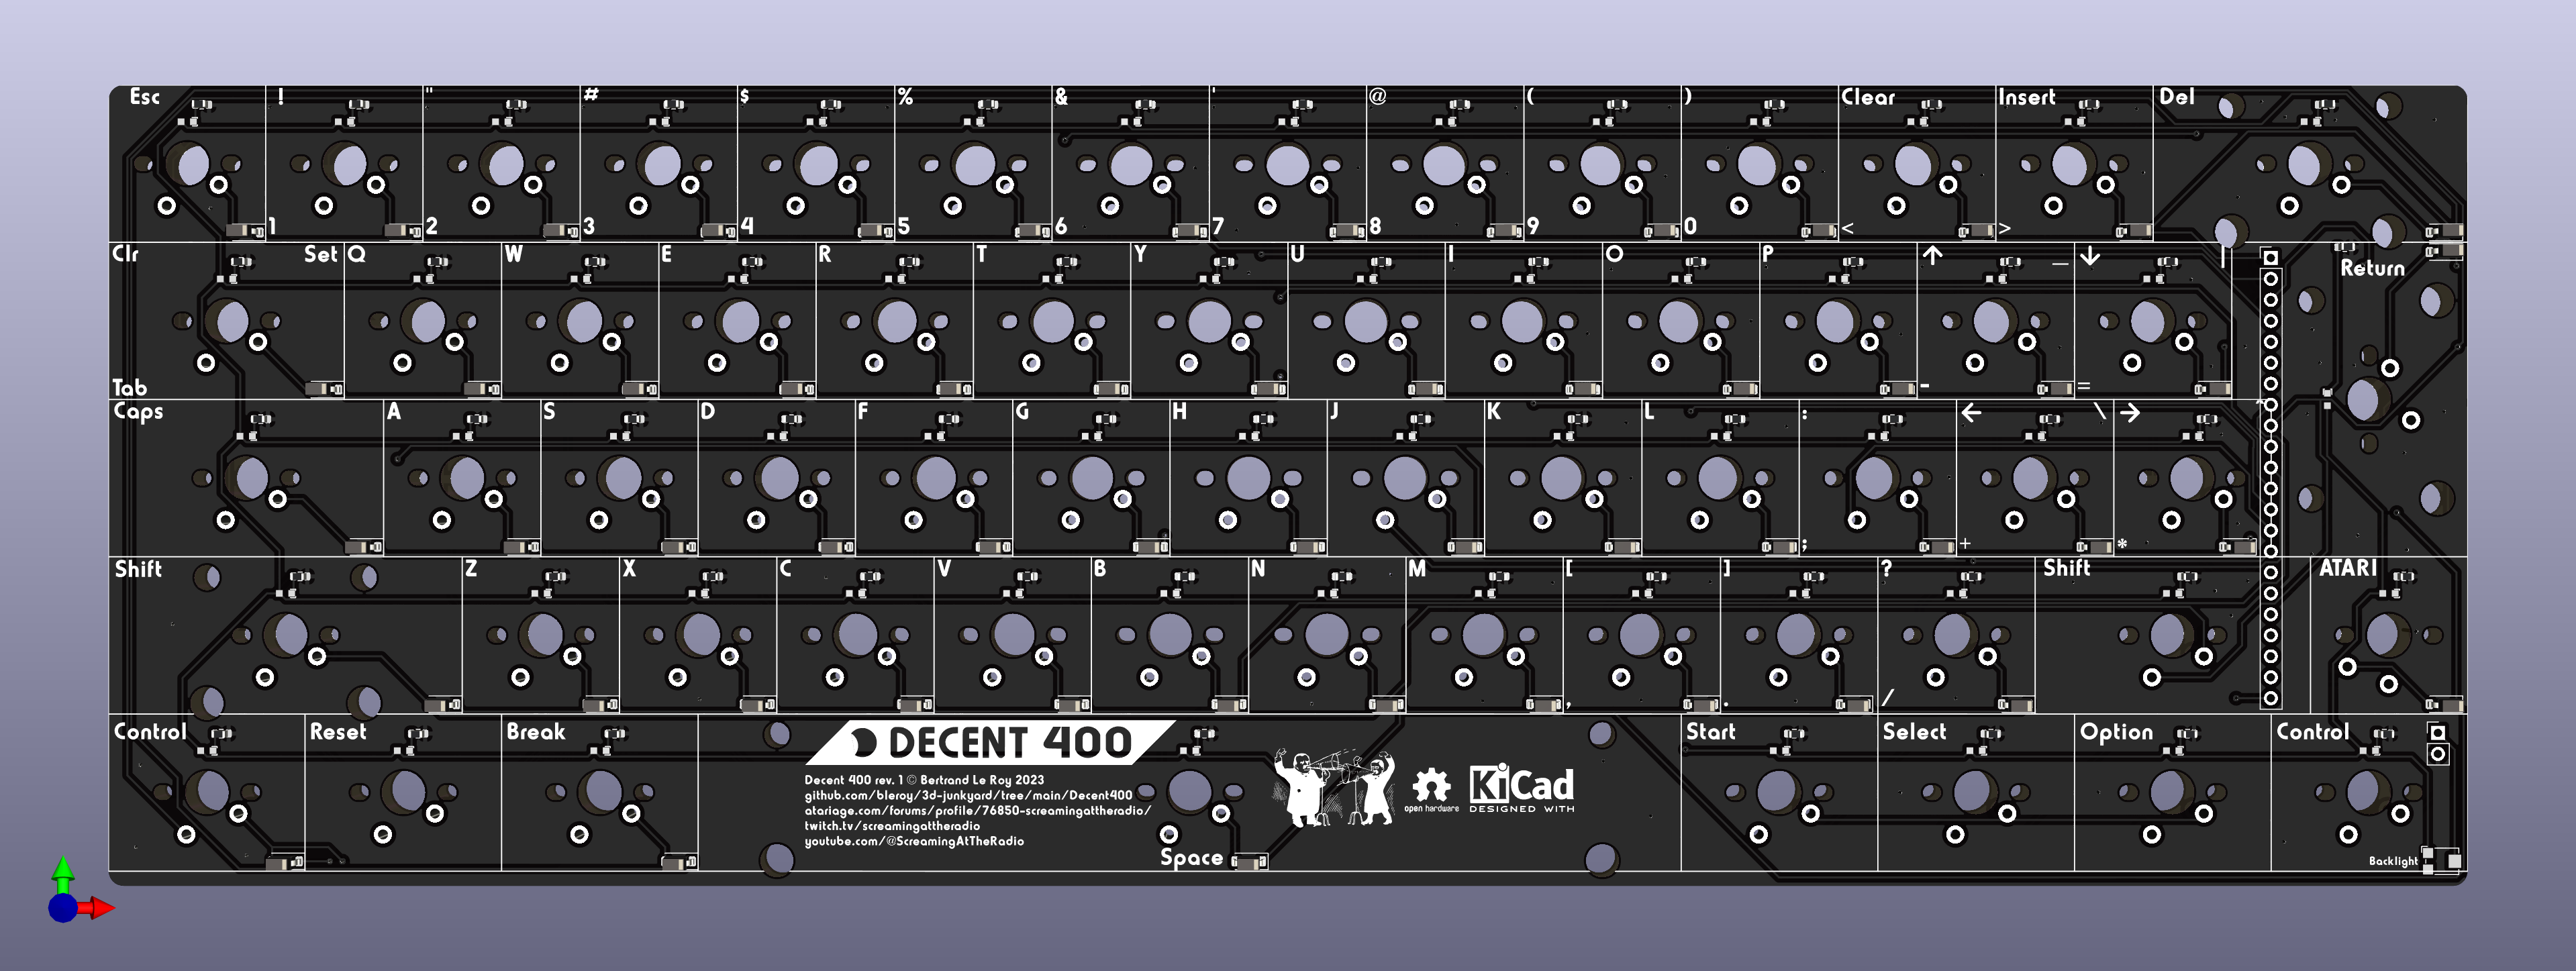 Esc ! " # $ % & ' @ ( ) Clear Insert Del
1 2 3 4 5 6 7 8 9 0 < >
Clr Set Q W E R T Y U I O P ↑ _ ↓ | Return
Tab - =
Caps A S D F G H J K L : ← \ → ^
; + *
Shift Z X C V B N M [ ] ? Shift ATARI
, . /
Control Reset Break DECENT 400 Start Select Option Control
Decent 400 rev. 1 © Bertrand Le Roy 2023
github.com/bleroy/3d-junkyard/tree/main/Decent400
atariage.com/forums/profile/76850-screamingattheradio/
twitch.tv/screamingattheradio
youtube.com/@ScreamingAtTheRadio
open hardware
KiCad
DESIGNED WITH
Space
Backlight